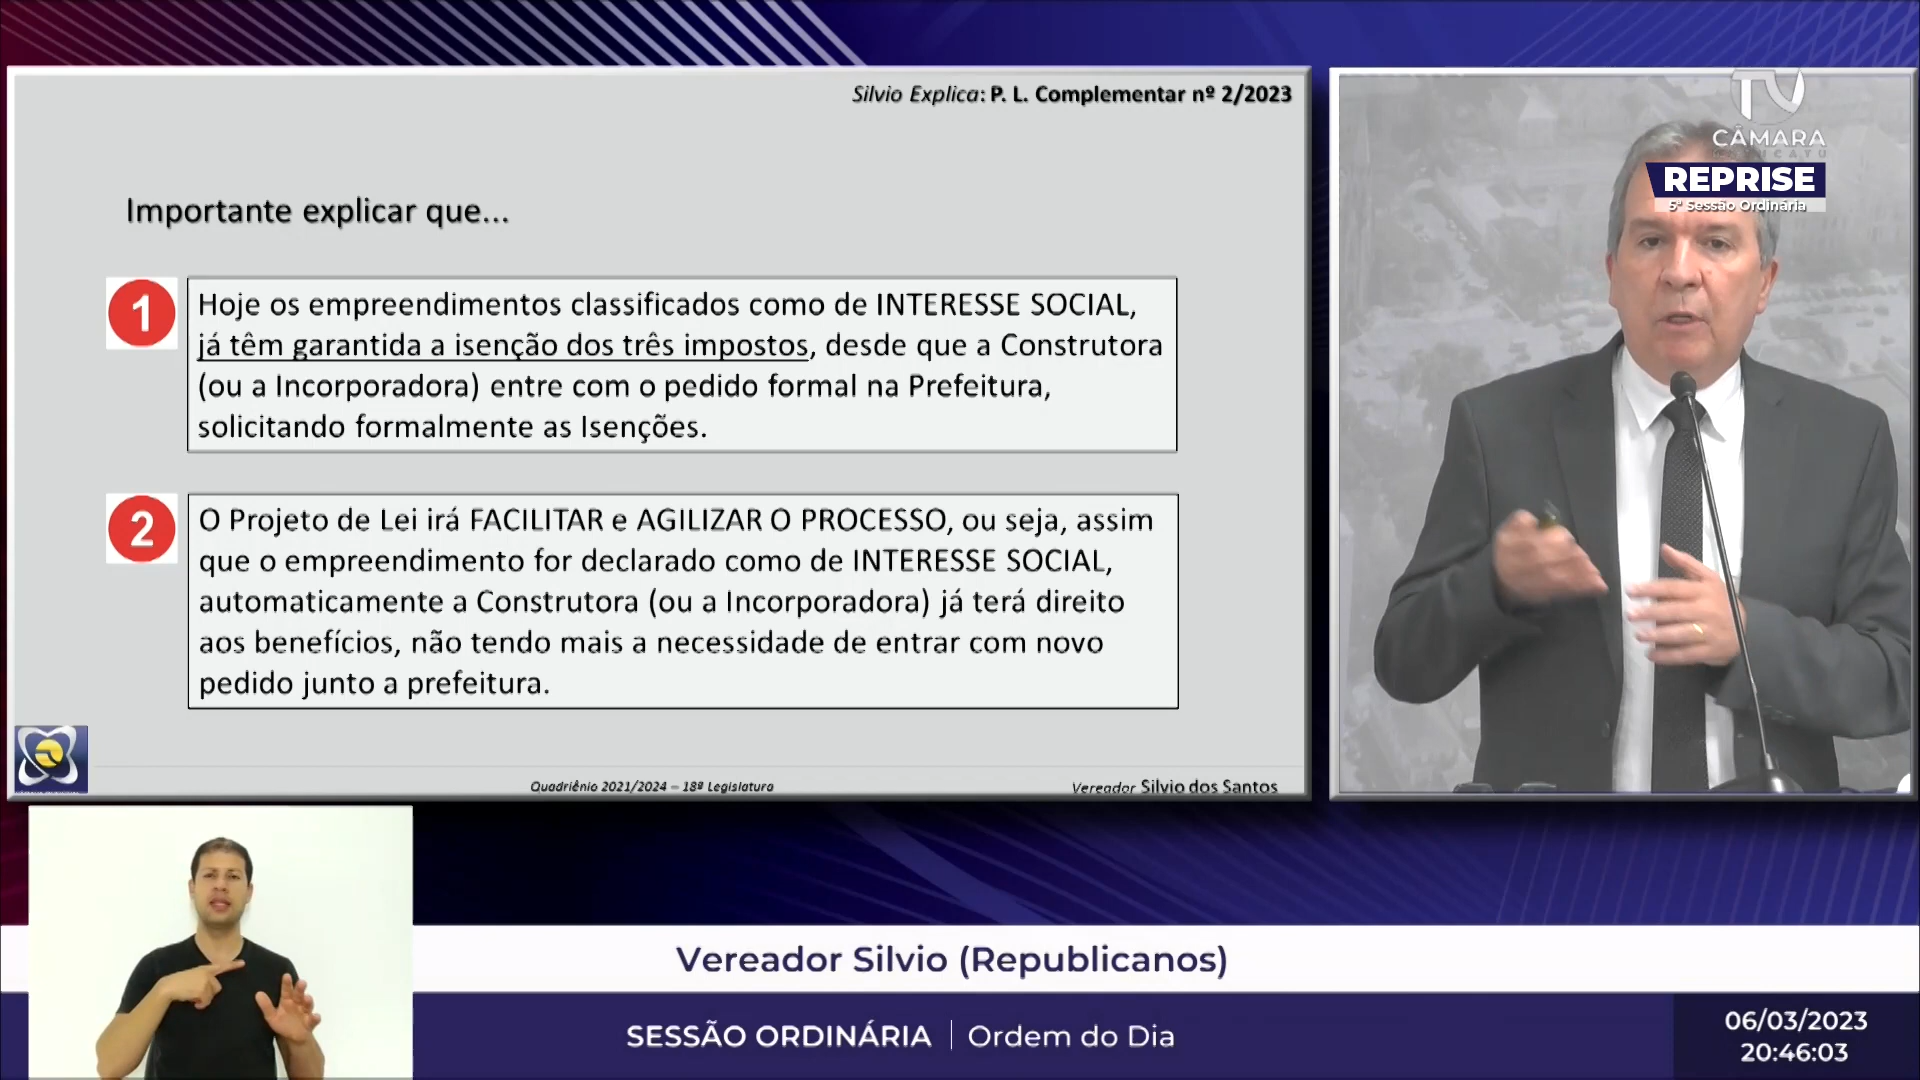 Silvio Explica: P. L. Complementar nº 2/2023
Importante explicar que...
1
Hoje os empreendimentos classificados como de INTERESSE SOCIAL,
já têm garantida a isenção dos três impostos, desde que a Construtora
(ou a Incorporadora) entre com o pedido formal na Prefeitura,
solicitando formalmente as Isenções.
2
O Projeto de Lei irá FACILITAR e AGILIZAR O PROCESSO, ou seja, assim
que o empreendimento for declarado como de INTERESSE SOCIAL,
automaticamente a Construtora (ou a Incorporadora) já terá direito
aos benefícios, não tendo mais a necessidade de entrar com novo
pedido junto a prefeitura.
Quadriênio 2021/2024 – 18ª Legislatura
Vereador Silvio dos Santos
TV
CÂMARA
REPRISE
5ª Sessão Ordinária
Vereador Silvio (Republicanos)
SESSÃO ORDINÁRIA | Ordem do Dia
06/03/2023
20:46:03